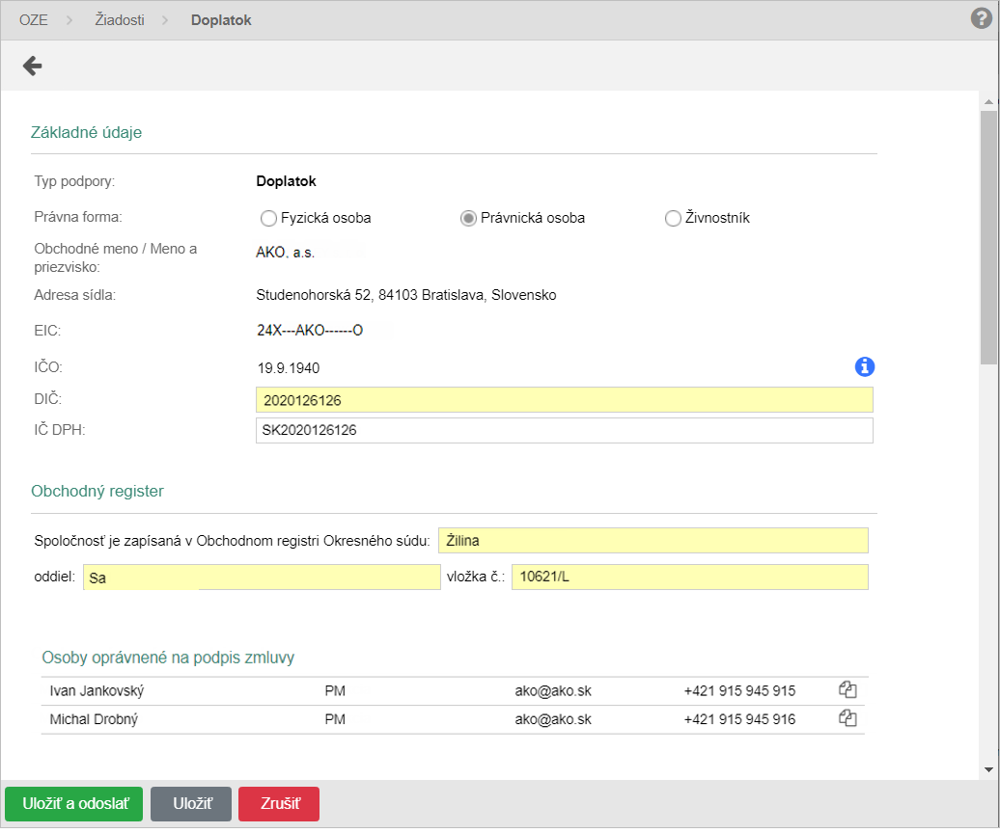 OZE > Žiadosti > Doplatok
Základné údaje
Typ podpory: Doplatok
Právna forma: Fyzická osoba Právnická osoba Živnostník
Obchodné meno / Meno a
priezvisko: AKO, a.s.
Adresa sídla: Studenohorská 52, 84103 Bratislava, Slovensko
EIC: 24X---AKO------O
IČO: 19.9.1940
DIČ: 2020126126
IČ DPH: SK2020126126
Obchodný register
Spoločnosť je zapísaná v Obchodnom registri Okresného súdu: Žilina
oddiel: Sa vložka č.: 10621/L
Osoby oprávnené na podpis zmluvy
Ivan Jankovský PM ako@ako.sk +421 915 945 915
Michal Drobný PM ako@ako.sk +421 915 945 916
Uložiť a odoslať Uložiť Zrušiť